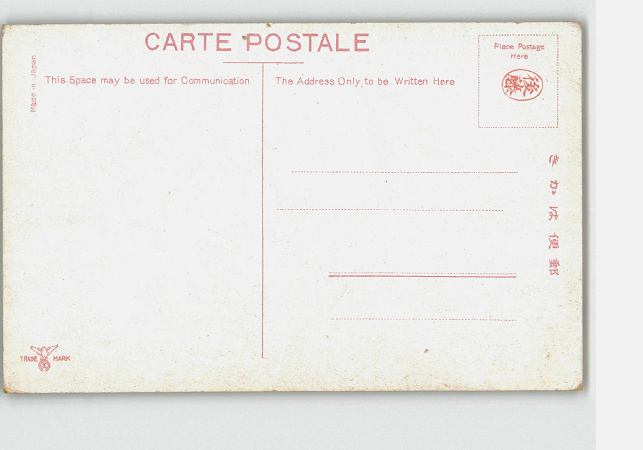 CARTE POSTALE
Made in Japan
This Space may be used for Communication
The Address Only to be Written Here
Place Postage
Here
きかは便郵
TRADE MARK